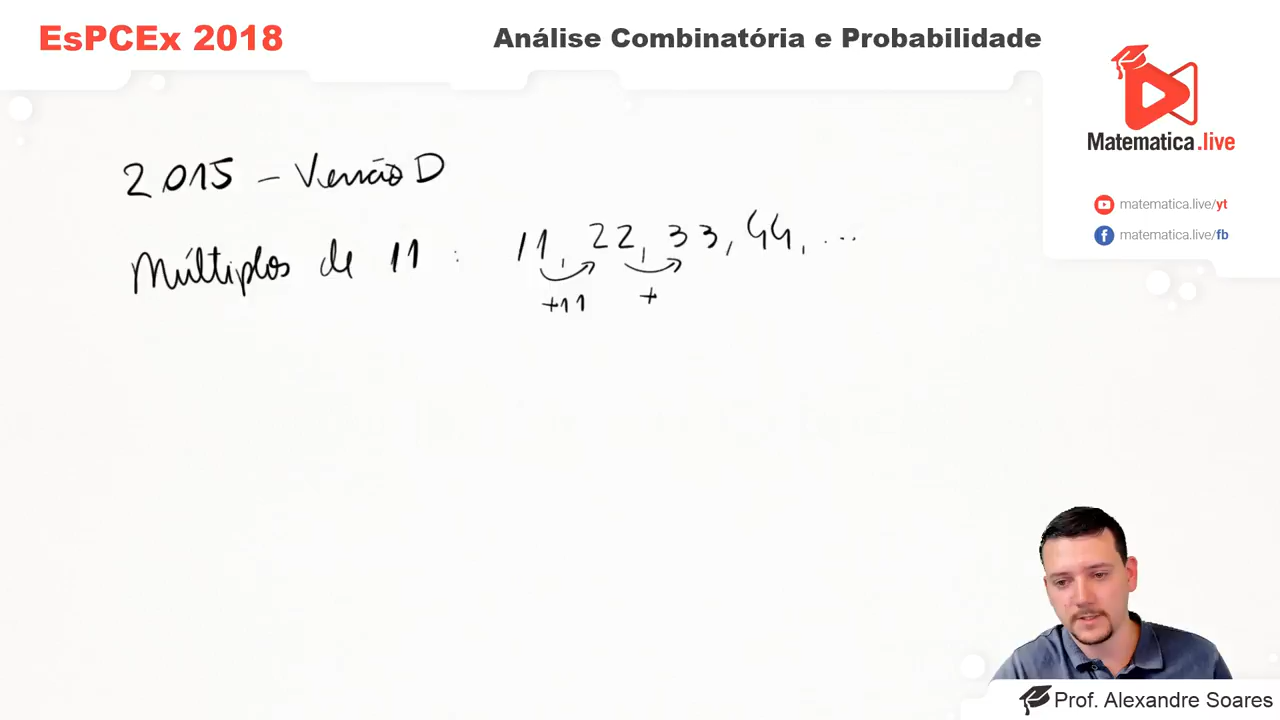 EsPCEx 2018
Análise Combinatória e Probabilidade
Matematica.live
matematica.live/yt
matematica.live/fb
2015 - Versão D
Múltiplos de 11 : 11, 22, 33, 44, ...
+11 +
Prof. Alexandre Soares